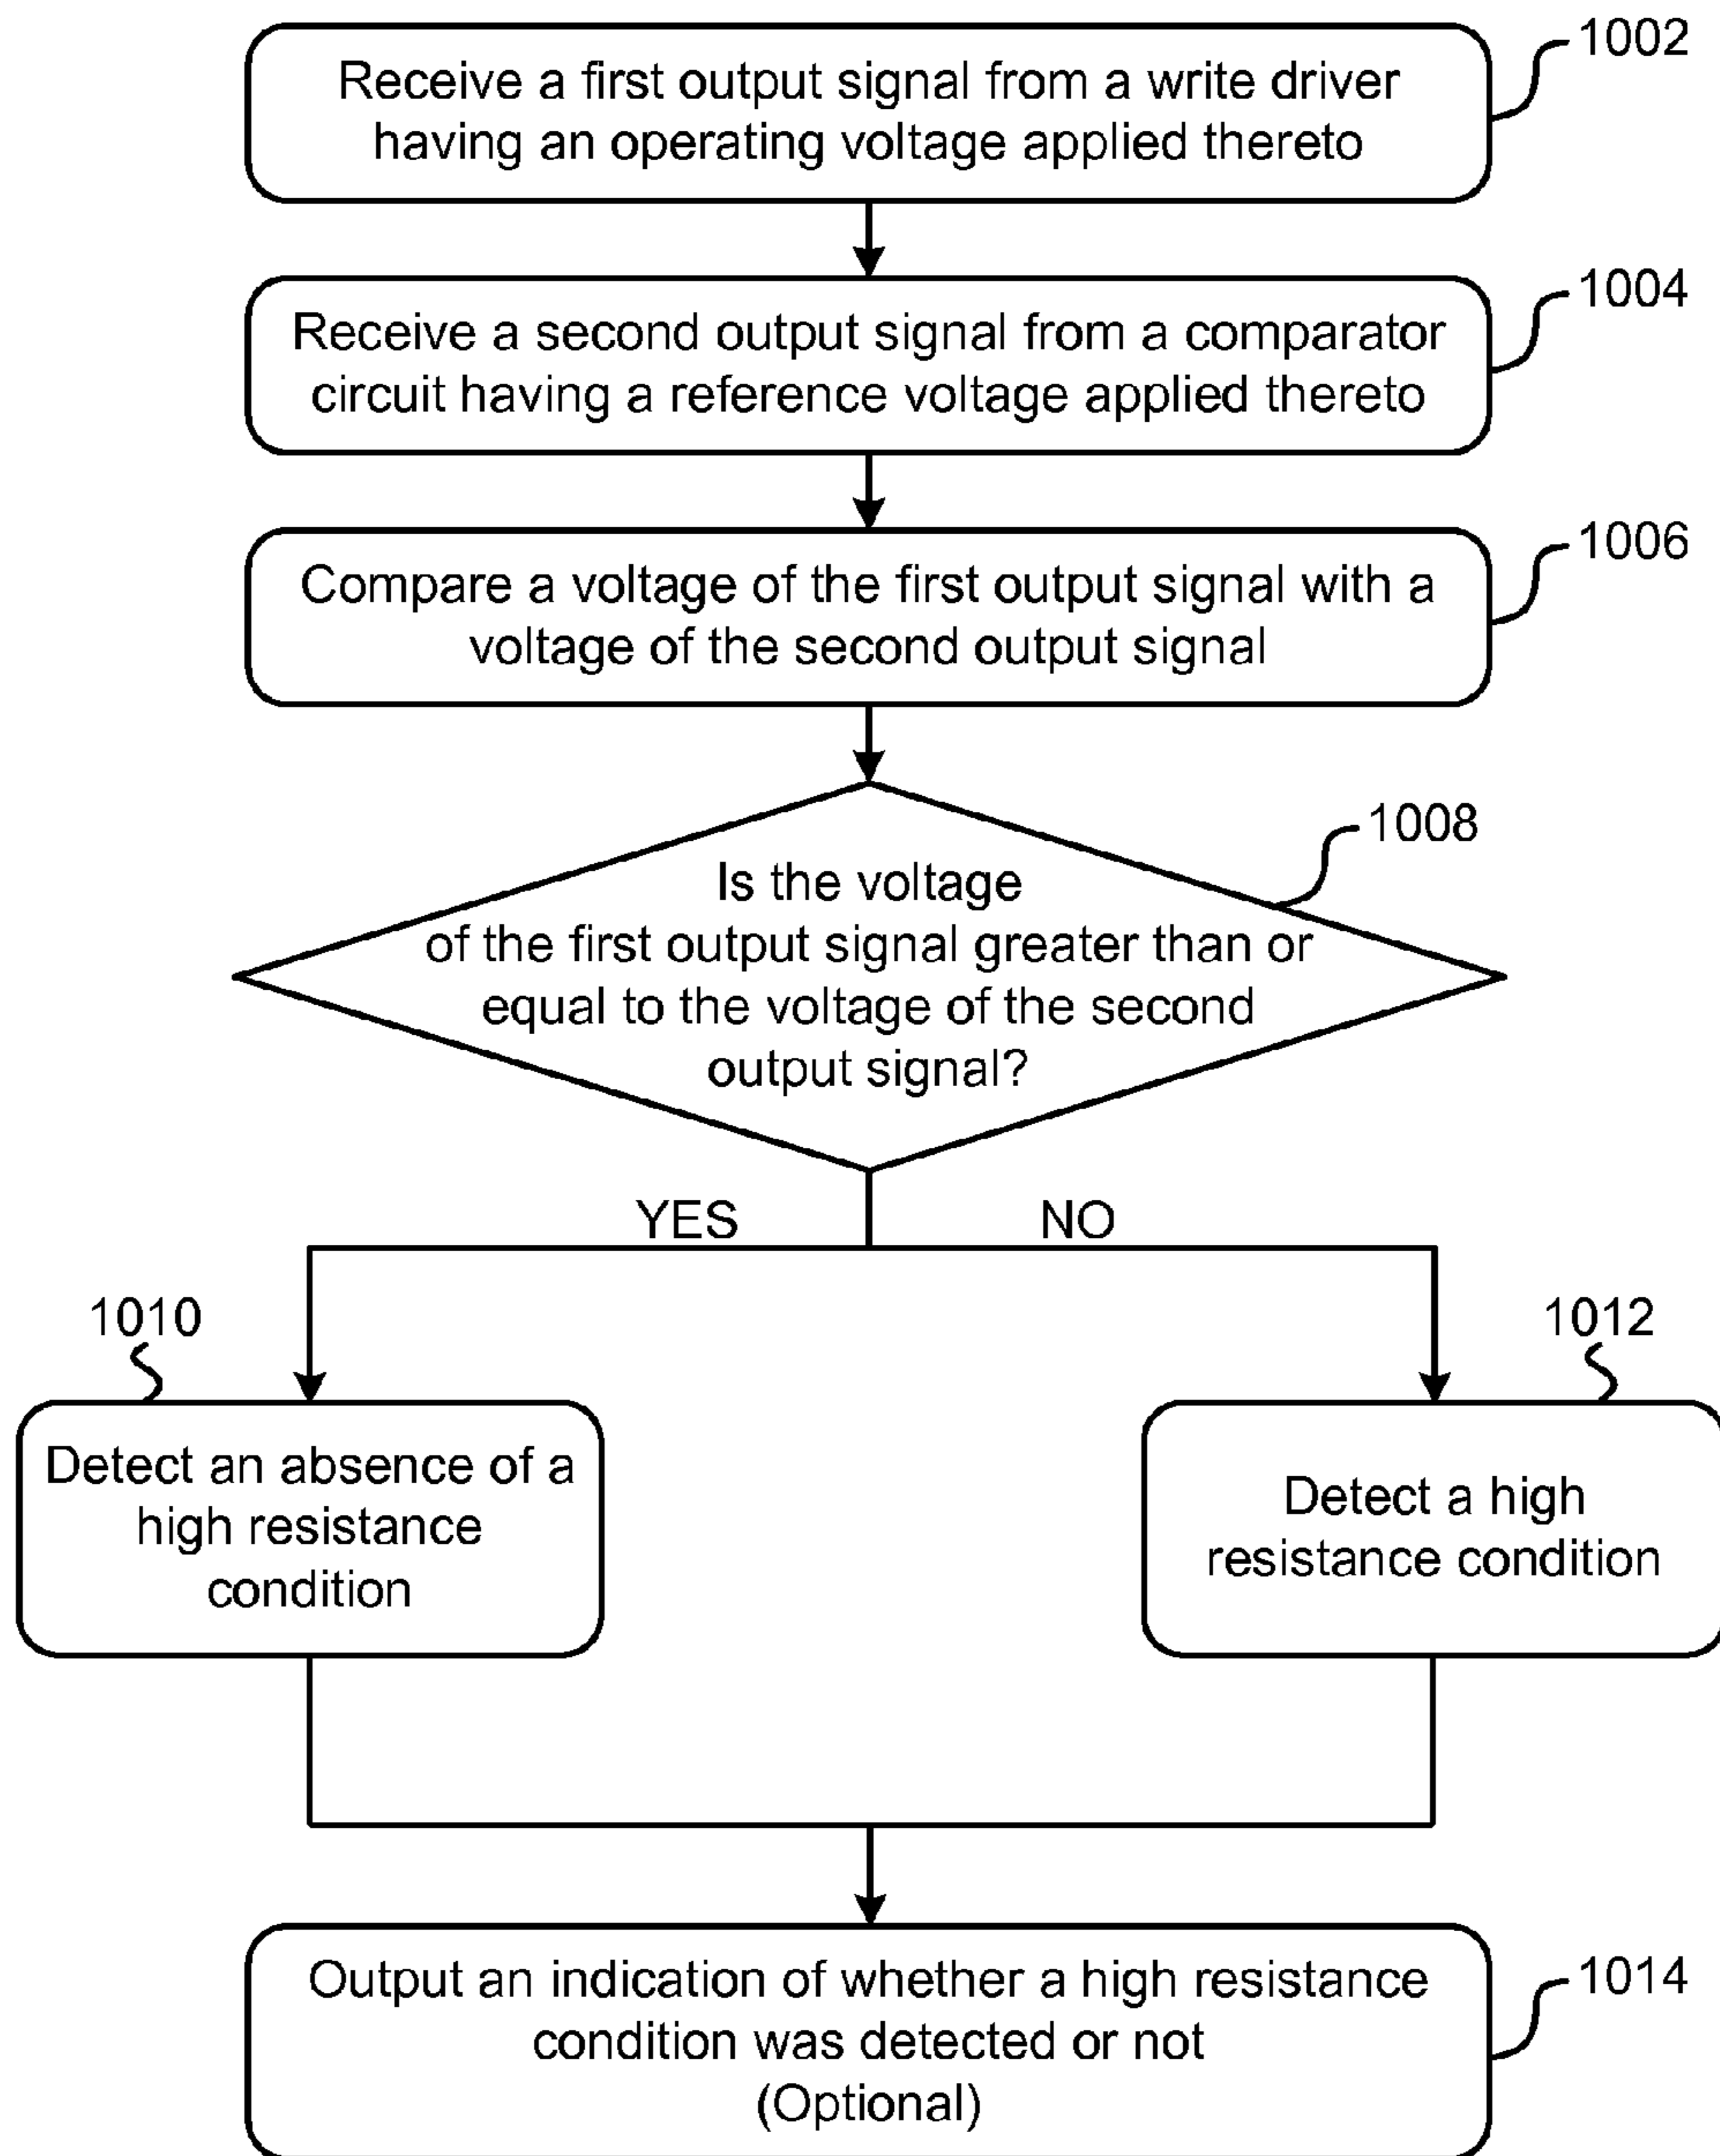 Receive a first output signal from a write driver
having an operating voltage applied thereto
1002
Receive a second output signal from a comparator
circuit having a reference voltage applied thereto
1004
Compare a voltage of the first output signal with a
voltage of the second output signal
1006
Is the voltage
of the first output signal greater than or
equal to the voltage of the second
output signal?
1008
YES
NO
1010
Detect an absence of a
high resistance
condition
1012
Detect a high
resistance condition
Output an indication of whether a high resistance
condition was detected or not
(Optional)
1014